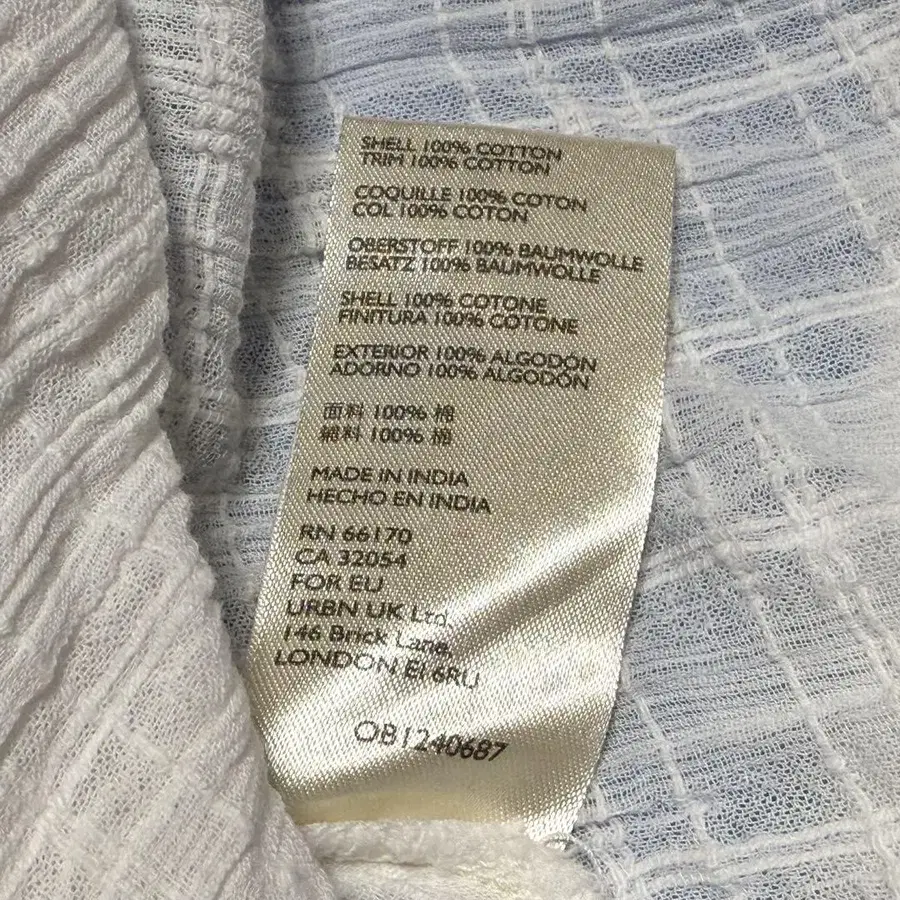 SHELL 100% COTTON
TRIM 100% COTTON
COQUILLE 100% COTON
COL 100% COTON
OBERSTOFF 100% BAUMWOLLE
BESATZ 100% BAUMWOLLE
SHELL 100% COTONE
FINITURA 100% COTONE
EXTERIOR 100% ALGODÓN
ADORNO 100% ALGODÓN
面料 100% 棉
辅料 100% 棉
MADE IN INDIA
HECHO EN INDIA
RN 66170
CA 32054
FOR EU
URBN UK Ltd,
146 Brick Lane,
LONDON E1 6RU
OB1240687